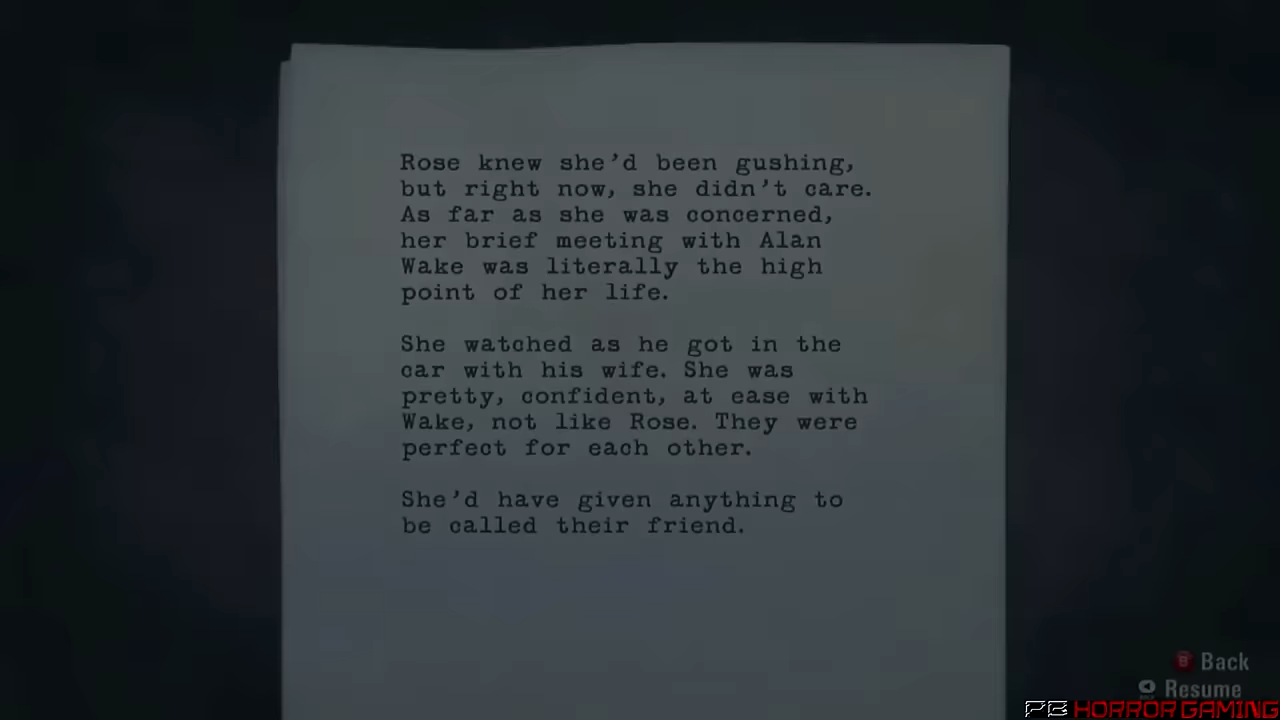 Rose knew she'd been gushing,
but right now, she didn't care.
As far as she was concerned,
her brief meeting with Alan
Wake was literally the high
point of her life.
She watched as he got in the
car with his wife. She was
pretty, confident, at ease with
Wake, not like Rose. They were
perfect for each other.
She'd have given anything to
be called their friend.
B Back
Resume
HORROR GAMING